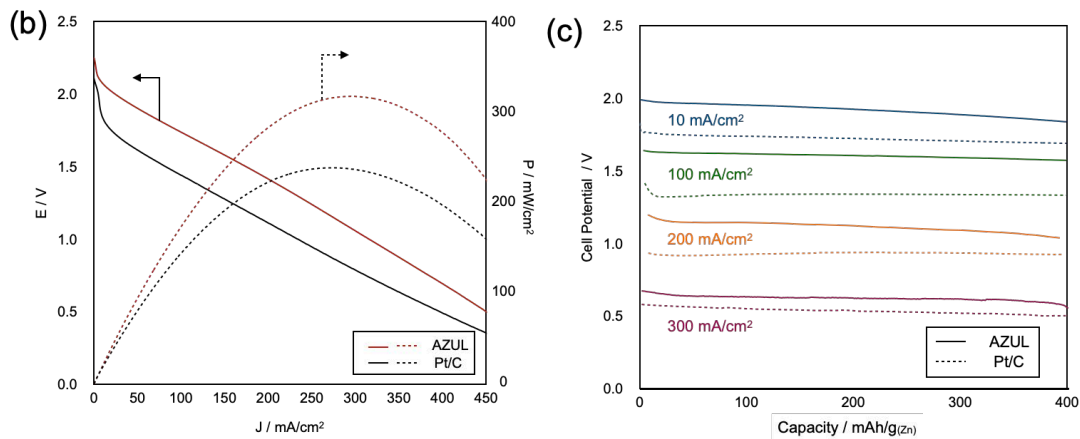 (b)
2.5
2.0
1.5
1.0
0.5
0.0
E / V
0
50
100
150
200
250
300
350
400
450
J / mA/cm²
400
300
200
100
0
P / mW/cm²
AZUL
Pt/C
(c)
2.5
2.0
1.5
1.0
0.5
0.0
Cell Potential / V
10 mA/cm²
100 mA/cm²
200 mA/cm²
300 mA/cm²
AZUL
Pt/C
0
100
200
300
400
Capacity / mAh/g(Zn)